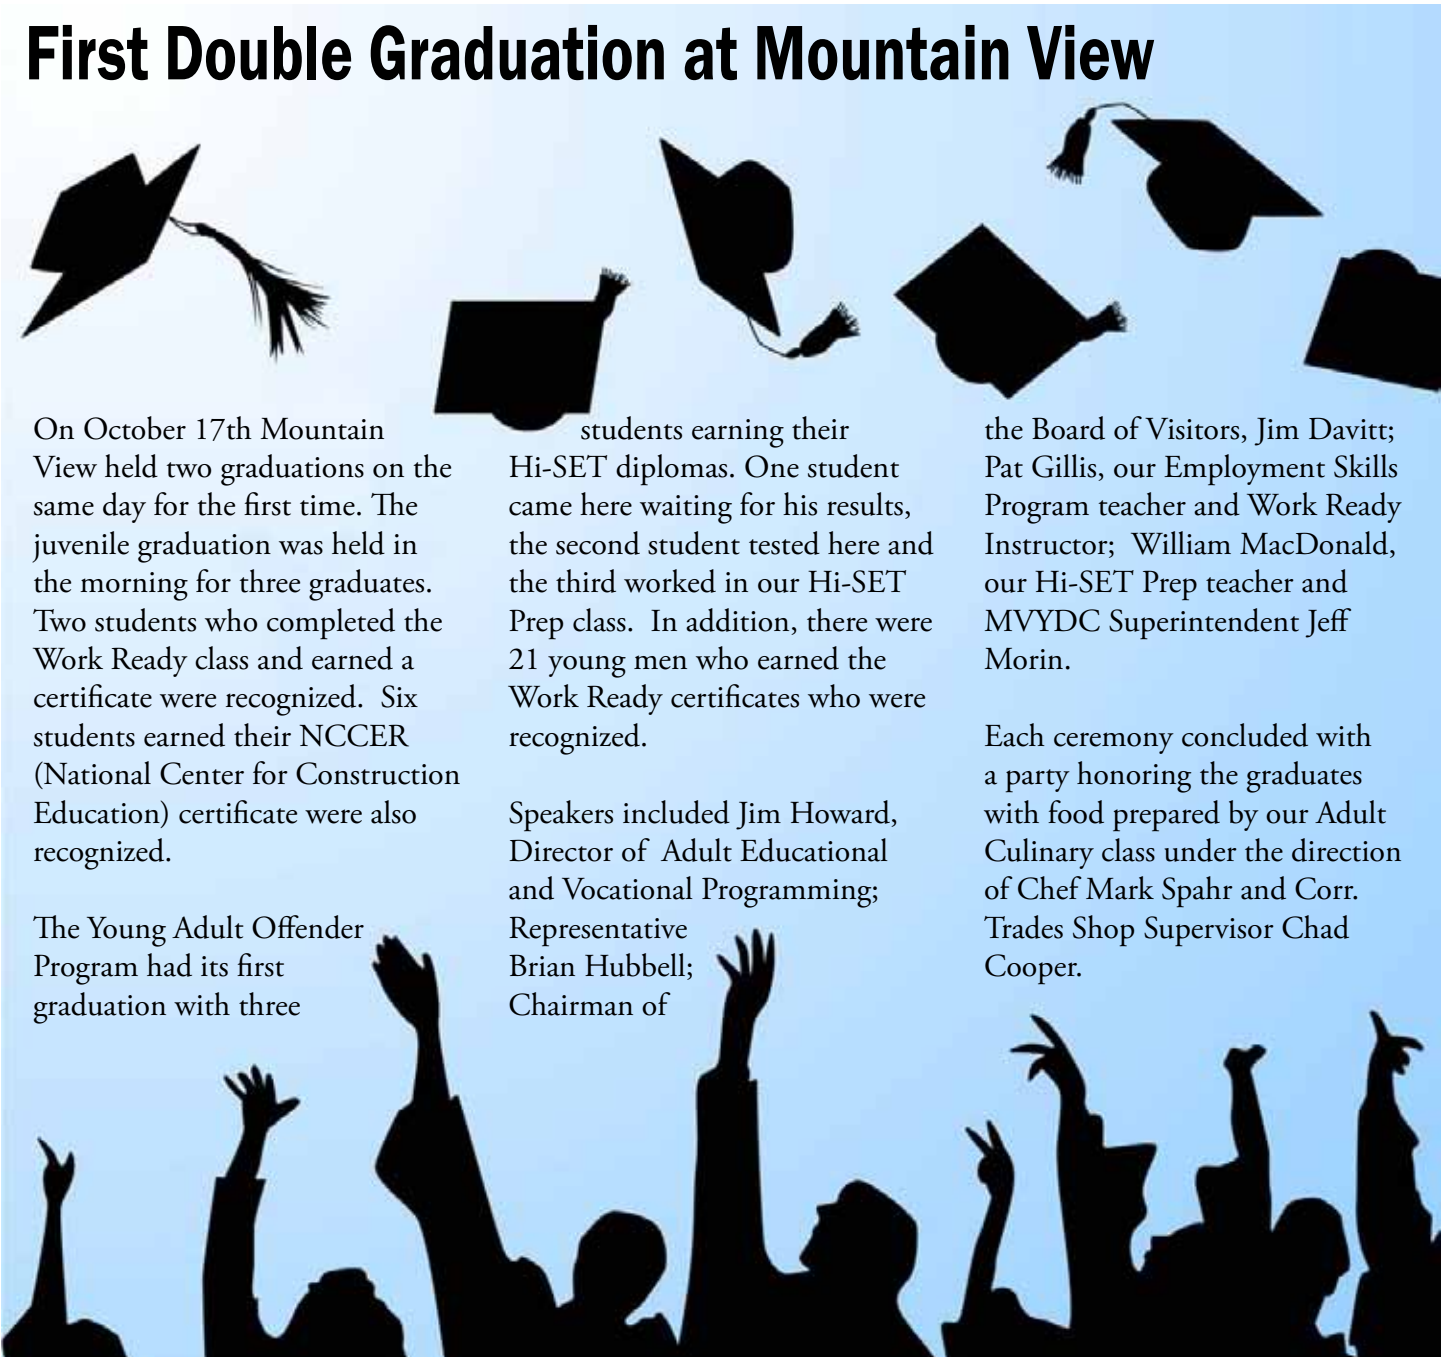 First Double Graduation at Mountain View
On October 17th Mountain
View held two graduations on the
same day for the first time. The
juvenile graduation was held in
the morning for three graduates.
Two students who completed the
Work Ready class and earned a
certificate were recognized.  Six
students earned their NCCER
(National Center for Construction
Education) certificate were also
recognized.
The Young Adult Offender
Program had its first
graduation with three
students earning their
Hi-SET diplomas. One student
came here waiting for his results,
the second student tested here and
the third worked in our Hi-SET
Prep class.  In addition, there were
21 young men who earned the
Work Ready certificates who were
recognized.
Speakers included Jim Howard,
Director of  Adult Educational
and Vocational Programming;
Representative
Brian Hubbell;
Chairman of
the Board of Visitors, Jim Davitt;
Pat Gillis, our Employment Skills
Program teacher and Work Ready
Instructor;  William MacDonald,
our Hi-SET Prep teacher and
MVYDC Superintendent Jeff
Morin.
Each ceremony concluded with
a party honoring the graduates
with food prepared by our Adult
Culinary class under the direction
of Chef Mark Spahr and Corr.
Trades Shop Supervisor Chad
Cooper.